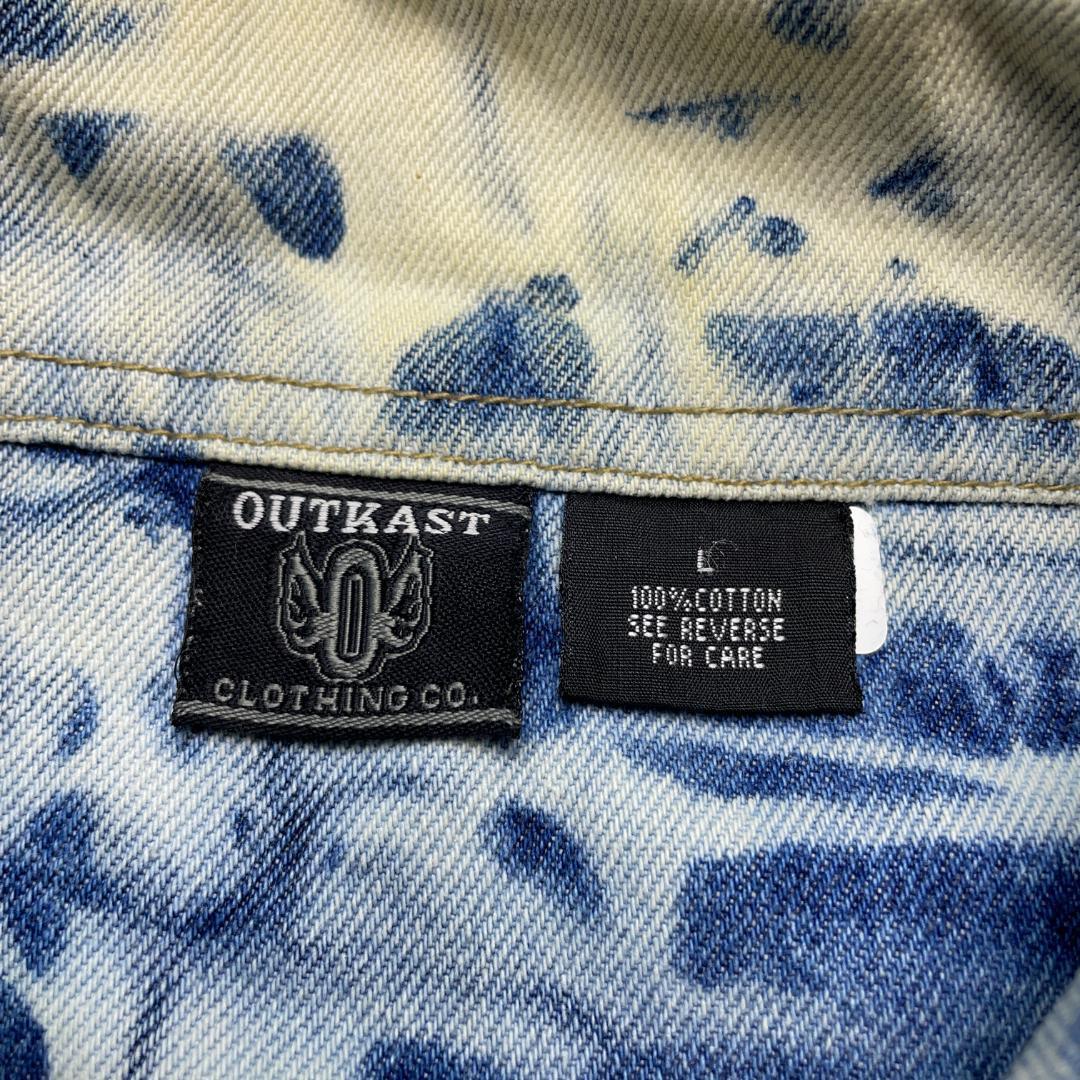 OUTKAST
CLOTHING CO.
L
100%COTTON
SEE REVERSE
FOR CARE